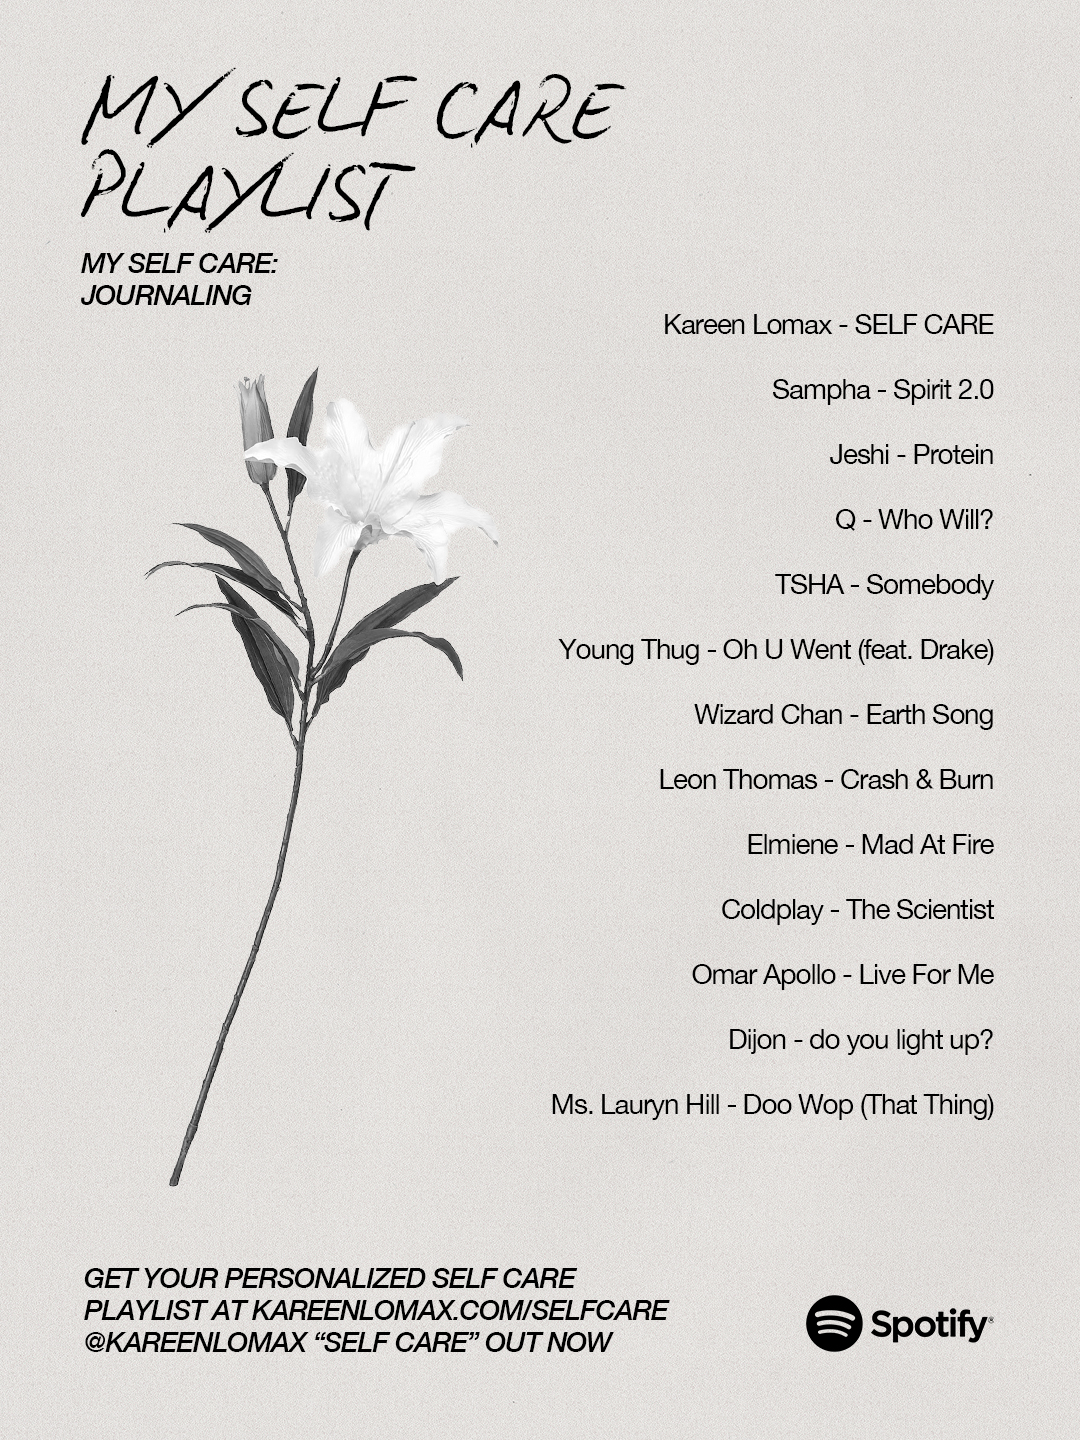 MY SELF CARE
PLAYLIST
MY SELF CARE:
JOURNALING
Kareen Lomax - SELF CARE
Sampha - Spirit 2.0
Jeshi - Protein
Q - Who Will?
TSHA - Somebody
Young Thug - Oh U Went (feat. Drake)
Wizard Chan - Earth Song
Leon Thomas - Crash & Burn
Elmiene - Mad At Fire
Coldplay - The Scientist
Omar Apollo - Live For Me
Dijon - do you light up?
Ms. Lauryn Hill - Doo Wop (That Thing)
GET YOUR PERSONALIZED SELF CARE
PLAYLIST AT KAREENLOMAX.COM/SELFCARE
@KAREENLOMAX “SELF CARE” OUT NOW
Spotify®